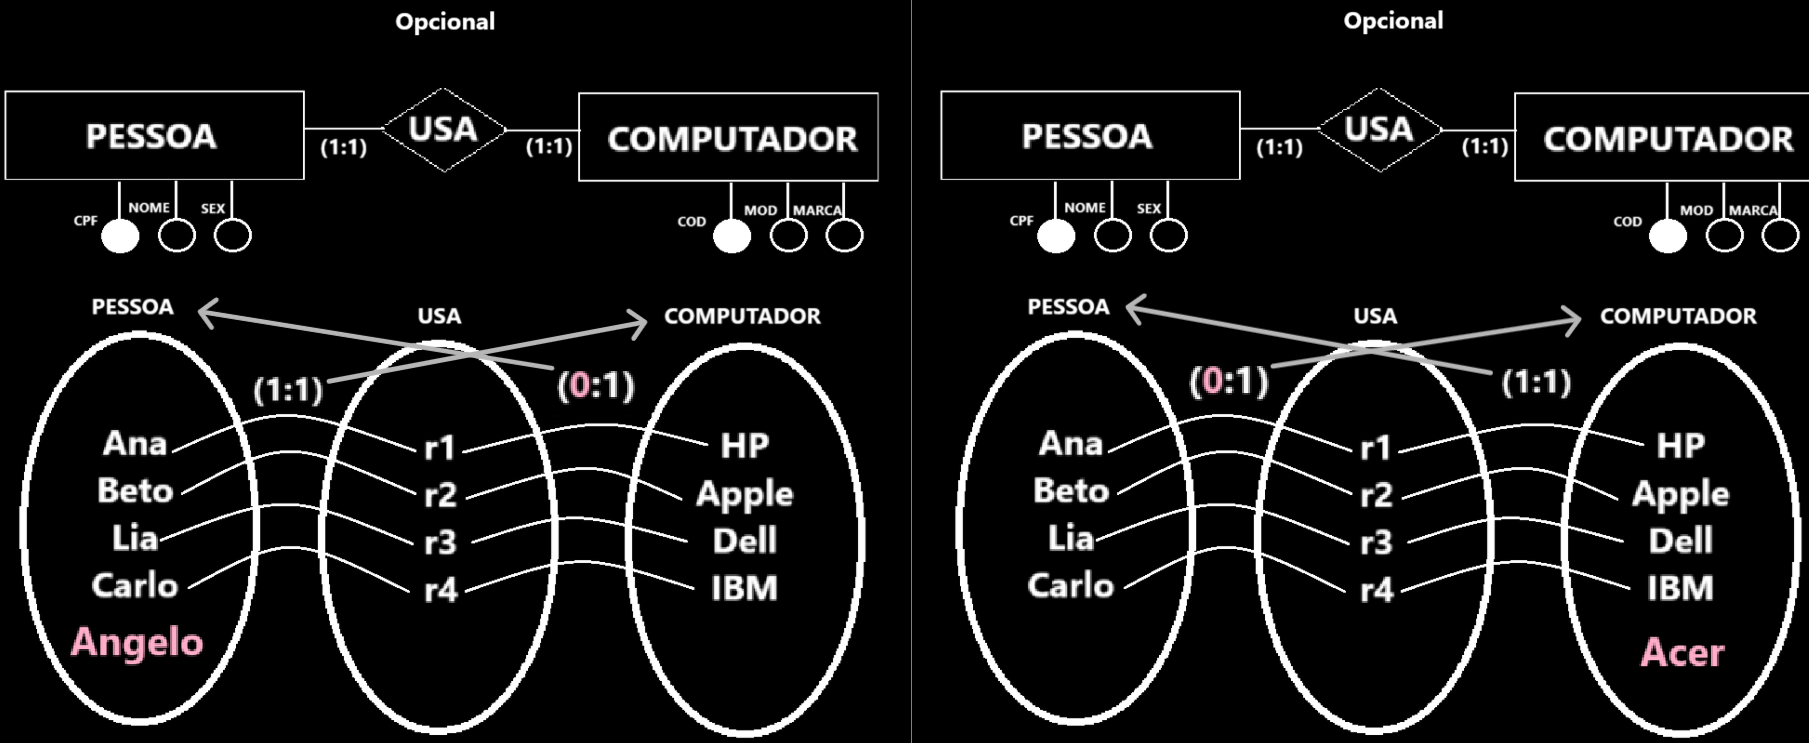 Opcional
PESSOA
(1:1)
USA
(1:1)
COMPUTADOR
CPF
NOME
SEX
COD
MOD
MARCA
PESSOA
USA
COMPUTADOR
(1:1)
(0:1)
Ana
r1
HP
Beto
r2
Apple
Lia
r3
Dell
Carlo
r4
IBM
Angelo
Opcional
PESSOA
(1:1)
USA
(1:1)
COMPUTADOR
CPF
NOME
SEX
COD
MOD
MARCA
PESSOA
USA
COMPUTADOR
(0:1)
(1:1)
Ana
r1
HP
Beto
r2
Apple
Lia
r3
Dell
Carlo
r4
IBM
Acer